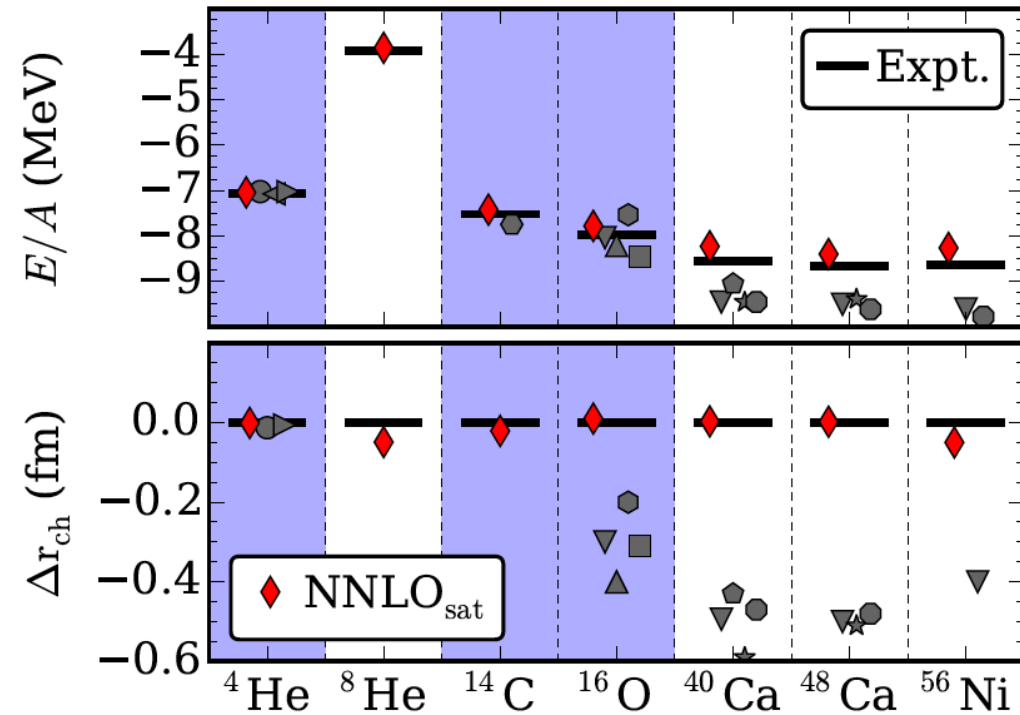 E/A (MeV)
−4
−5
−6
−7
−8
−9
Expt.
Δr_ch (fm)
0.0
−0.2
−0.4
−0.6
NNLO_sat
⁴He ⁸He ¹⁴C ¹⁶O ⁴⁰Ca ⁴⁸Ca ⁵⁶Ni